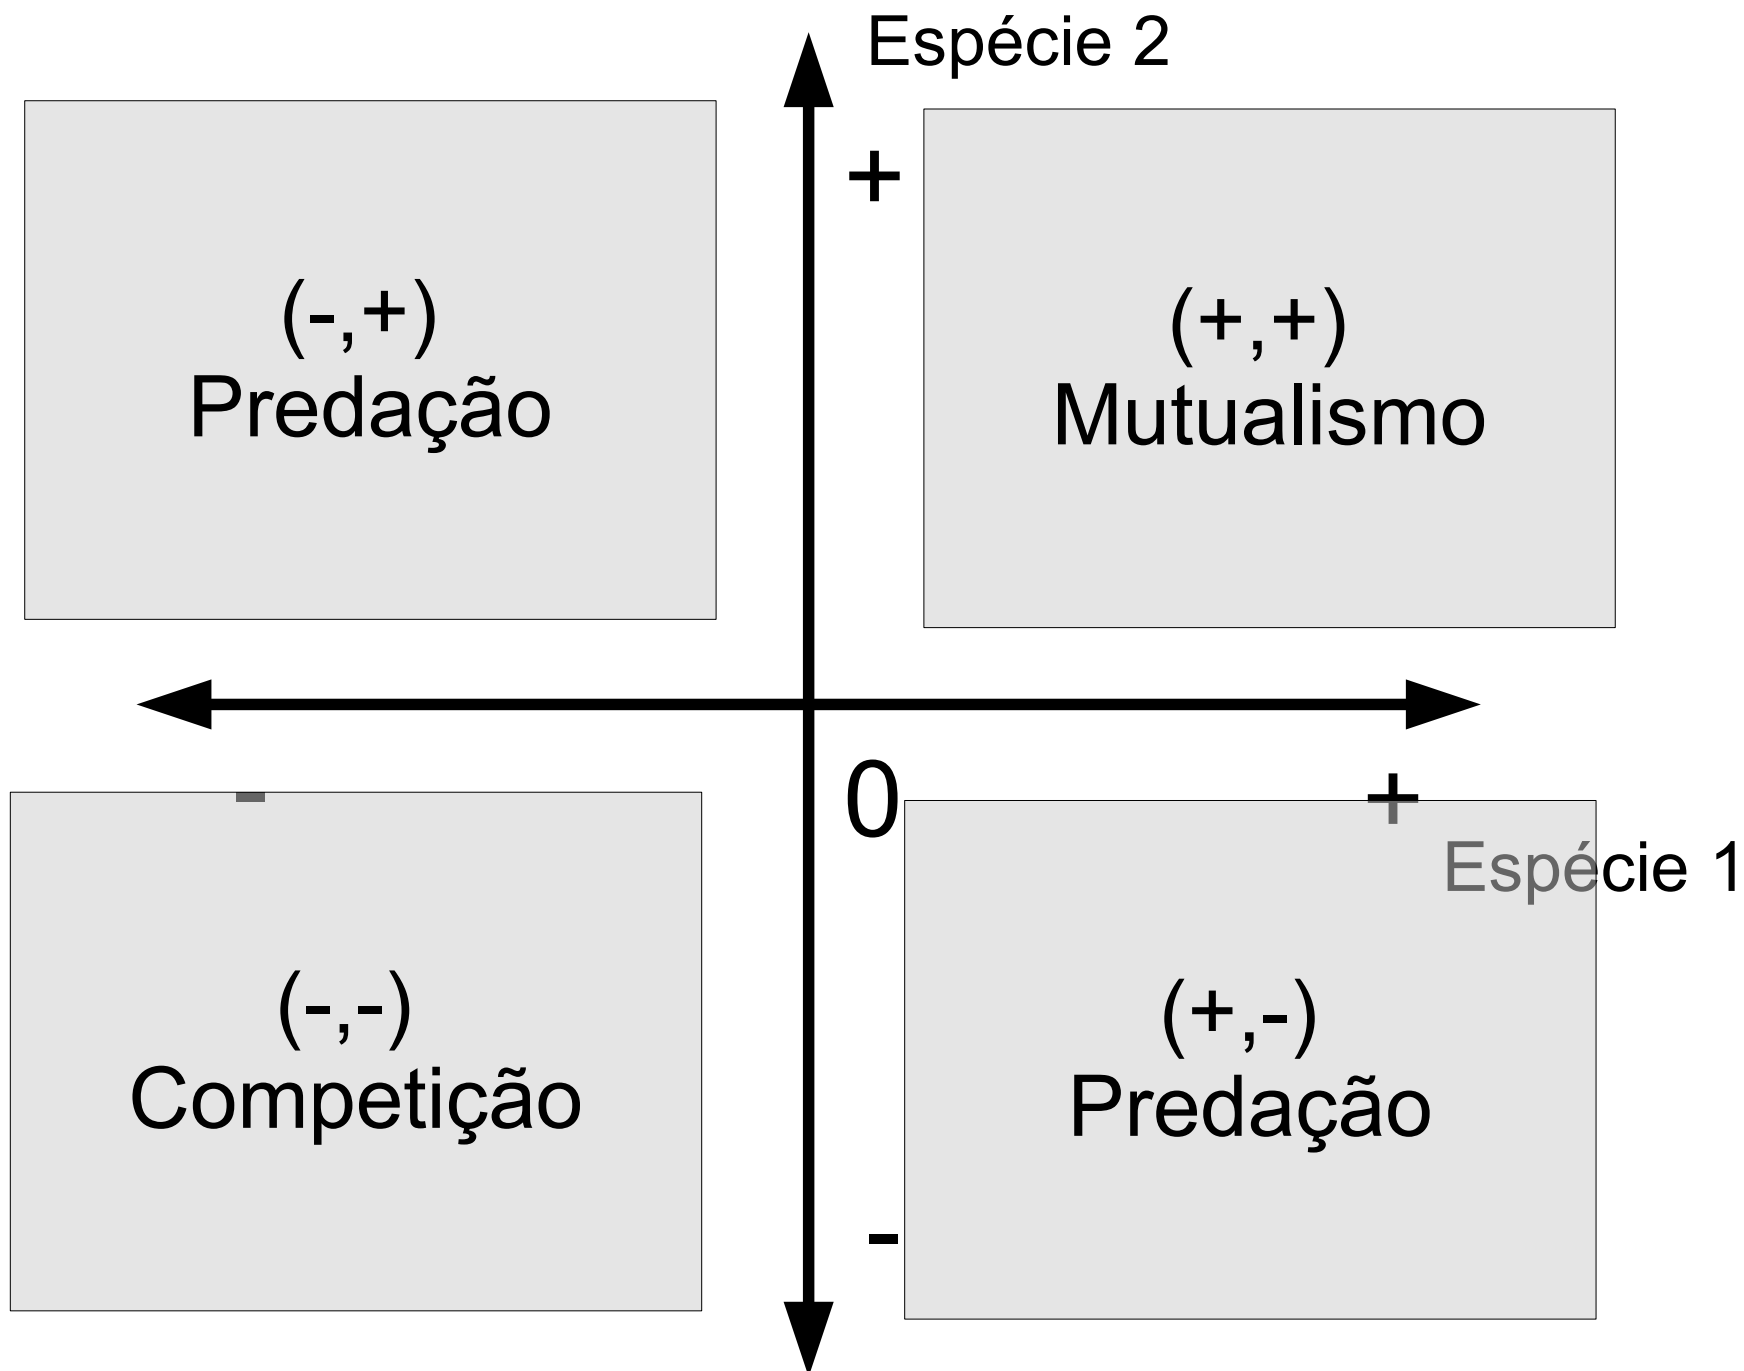 Espécie 2
+
(-,+)
Predação
(+,+)
Mutualismo
-
0
+
Espécie 1
(-,-)
Competição
(+,-)
Predação
-